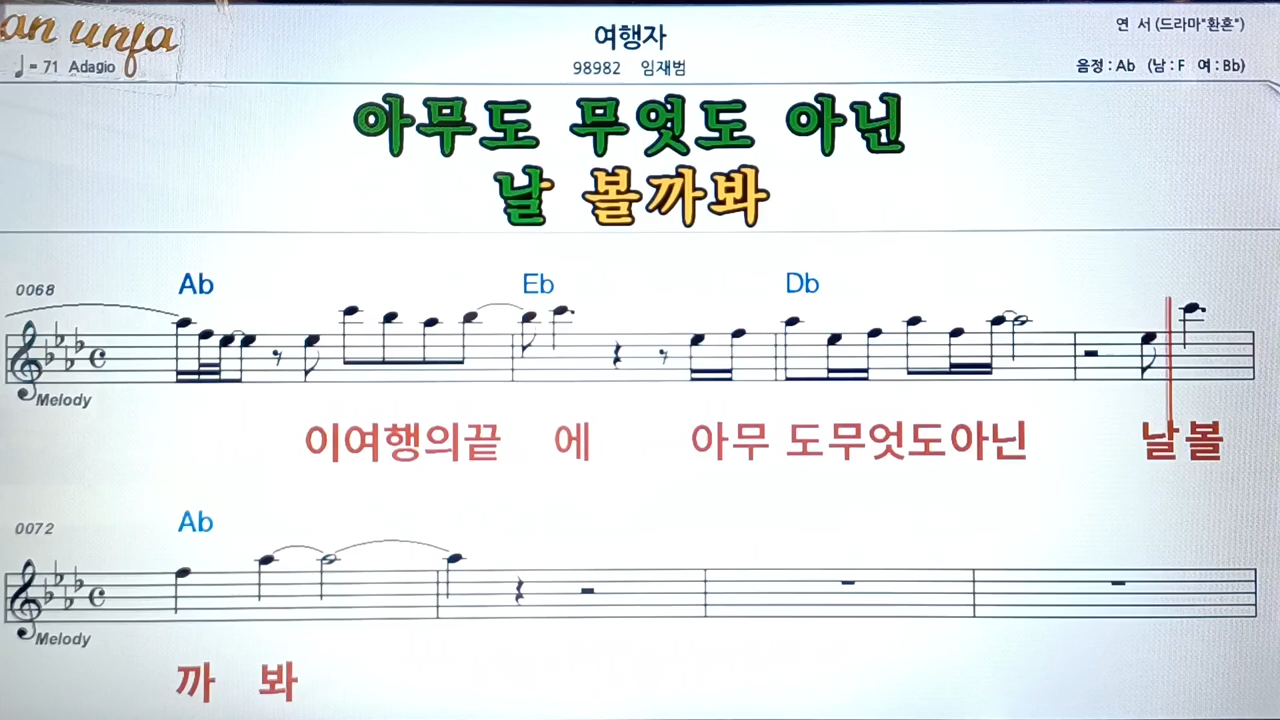 an unfa
♩= 71 Adagio
여행자
98982 임재범
연 서 (드라마"환혼")
음정 : Ab (남 : F 여 : Bb)
아무도 무엇도 아닌
날 볼까봐
0068
Ab Eb Db
Melody
이여행의끝 에 아무 도무엇도아닌 날볼
0072
Ab
Melody
까 봐